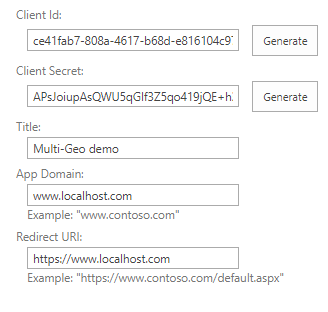 Client Id:
ce41fab7-808a-4617-b68d-e816104c9
Generate
Client Secret:
APsJoiupAsQWU5qGlf3Z5qo419jQE+h
Generate
Title:
Multi-Geo demo
App Domain:
www.localhost.com
Example: "www.contoso.com"
Redirect URI:
https://www.localhost.com
Example: "https://www.contoso.com/default.aspx"